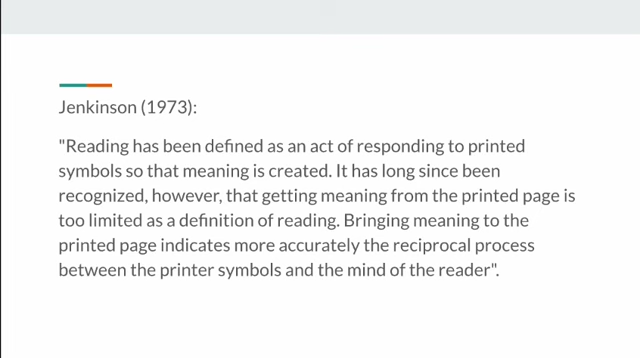 Jenkinson (1973):
"Reading has been defined as an act of responding to printed
symbols so that meaning is created. It has long since been
recognized, however, that getting meaning from the printed page is
too limited as a definition of reading. Bringing meaning to the
printed page indicates more accurately the reciprocal process
between the printer symbols and the mind of the reader".